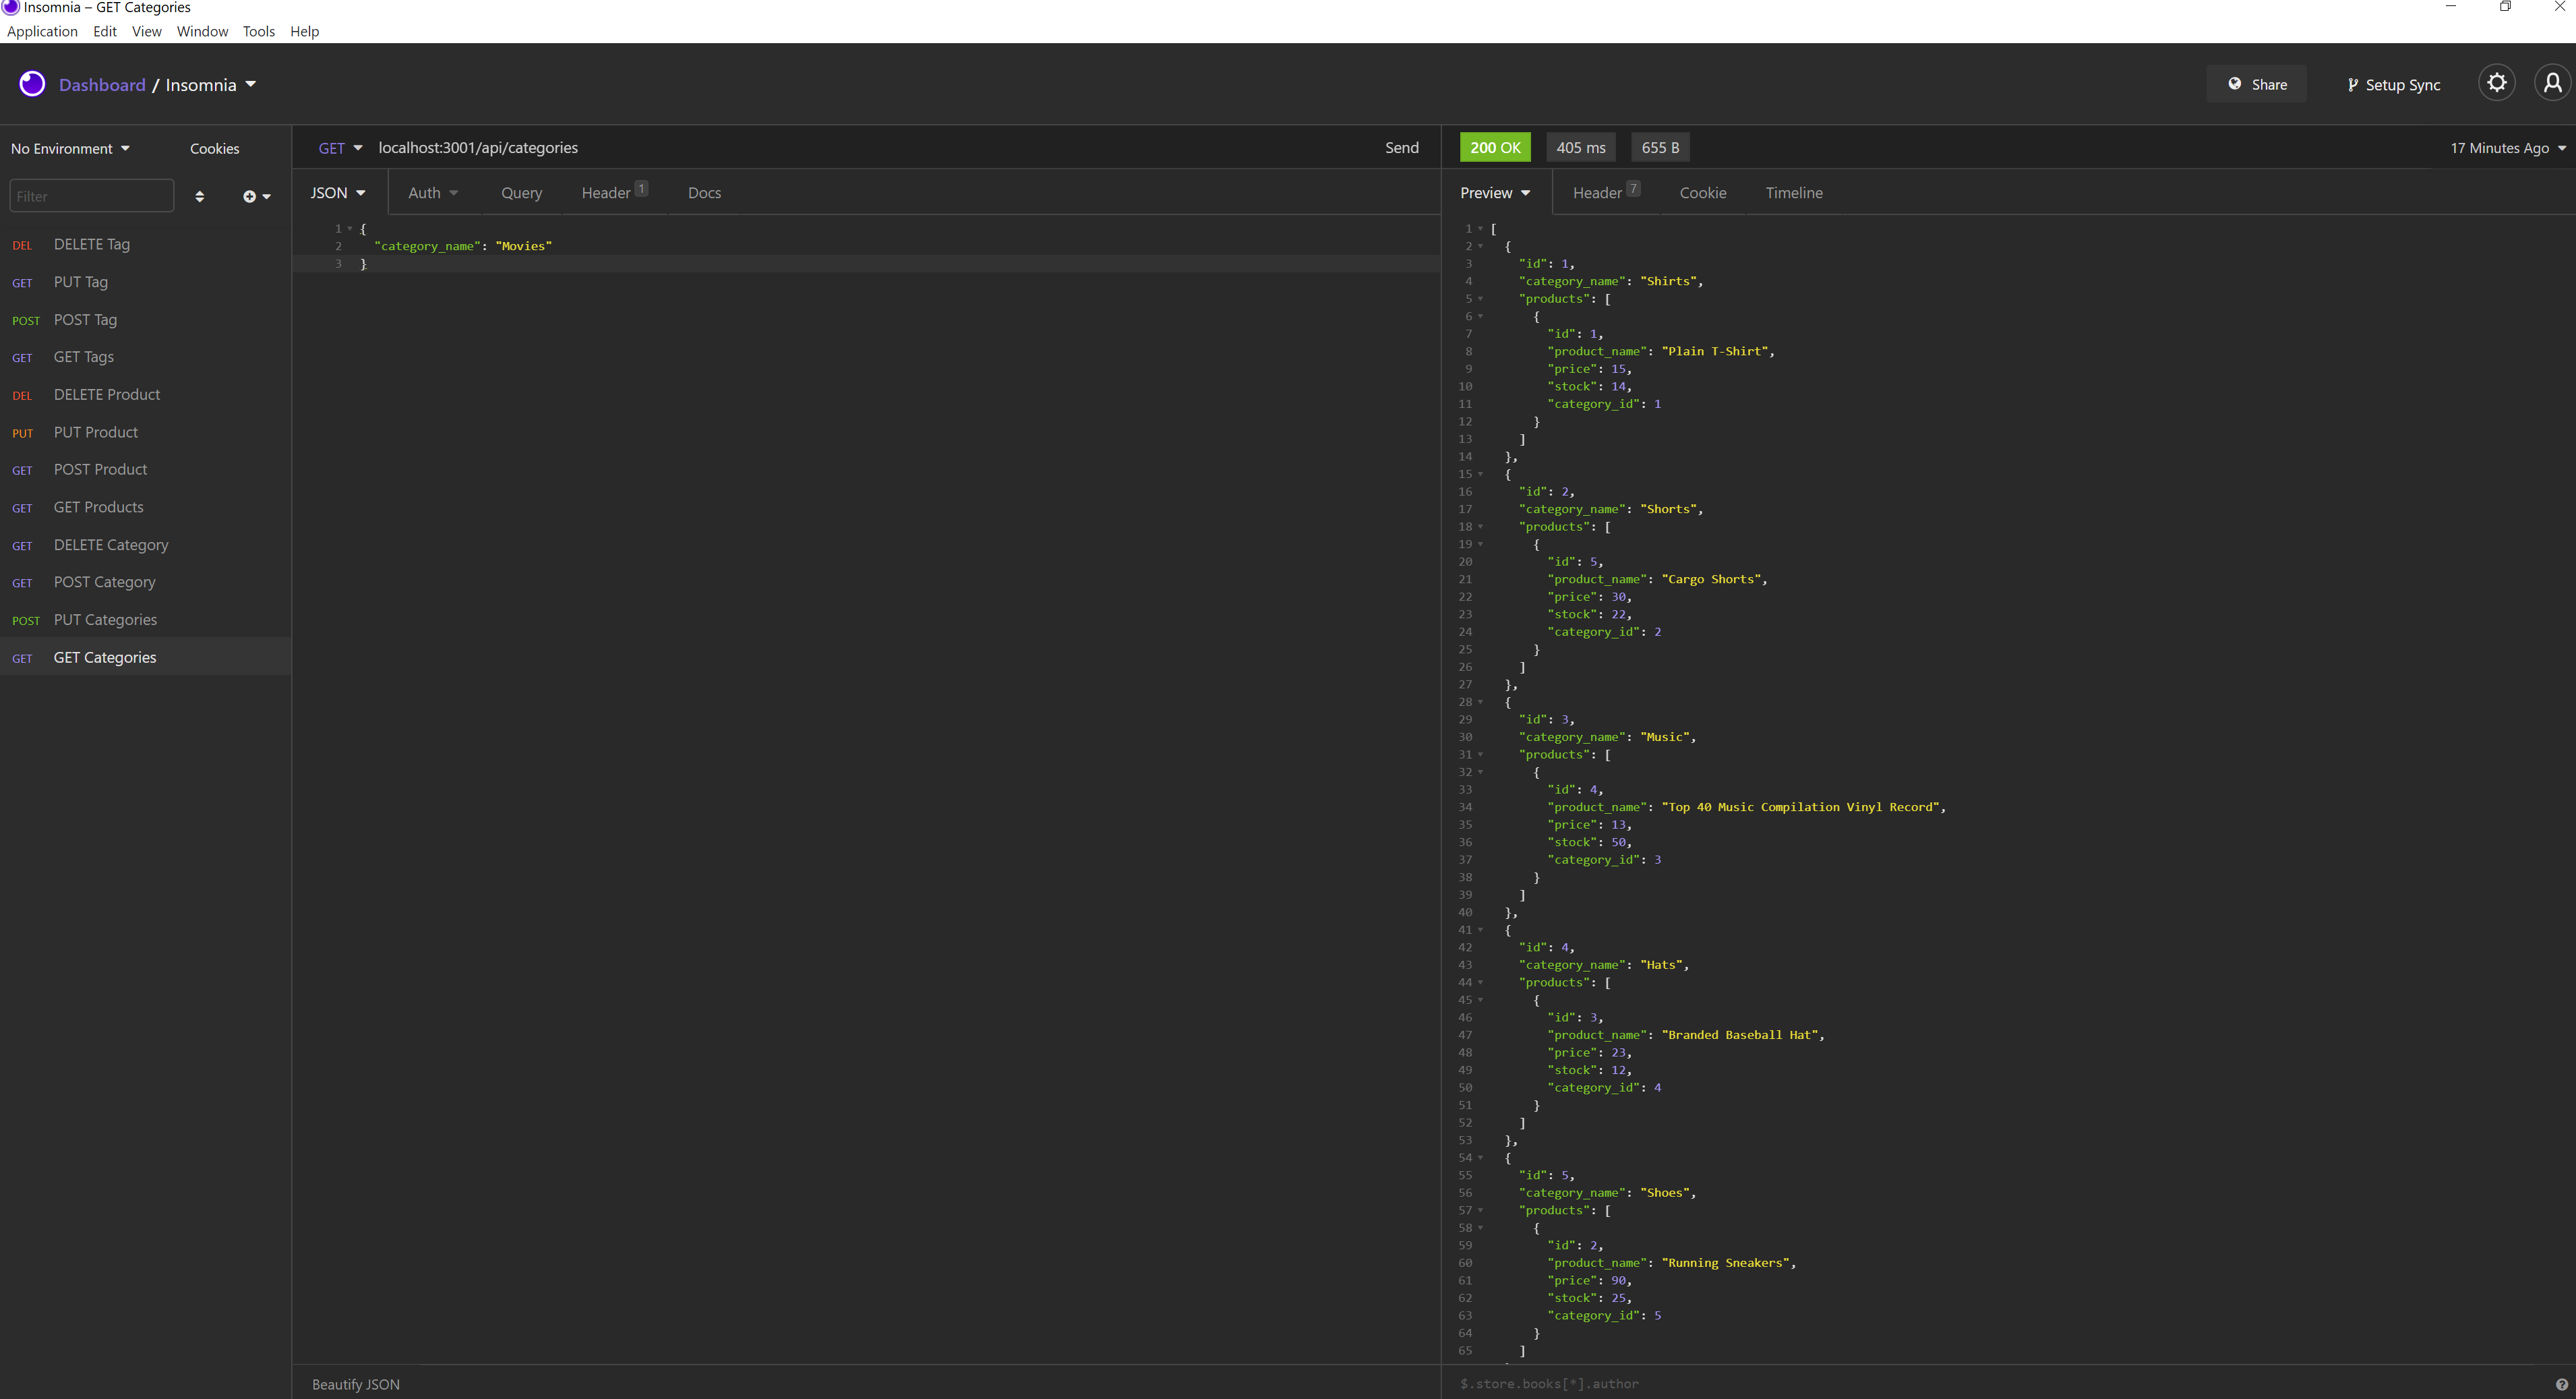 Insomnia – GET Categories
Application Edit View Window Tools Help
Dashboard / Insomnia
Share
Setup Sync
No Environment
Cookies
Filter
DEL DELETE Tag
GET PUT Tag
POST POST Tag
GET GET Tags
DEL DELETE Product
PUT PUT Product
GET POST Product
GET GET Products
GET DELETE Category
GET POST Category
POST PUT Categories
GET GET Categories
GET localhost:3001/api/categories
Send
JSON Auth Query Header 1 Docs
1 {
2 "category_name": "Movies"
3 }
Beautify JSON
200 OK 405 ms 655 B
17 Minutes Ago
Preview Header 7 Cookie Timeline
1 [
2 {
3 "id": 1,
4 "category_name": "Shirts",
5 "products": [
6 {
7 "id": 1,
8 "product_name": "Plain T-Shirt",
9 "price": 15,
10 "stock": 14,
11 "category_id": 1
12 }
13 ]
14 },
15 {
16 "id": 2,
17 "category_name": "Shorts",
18 "products": [
19 {
20 "id": 5,
21 "product_name": "Cargo Shorts",
22 "price": 30,
23 "stock": 22,
24 "category_id": 2
25 }
26 ]
27 },
28 {
29 "id": 3,
30 "category_name": "Music",
31 "products": [
32 {
33 "id": 4,
34 "product_name": "Top 40 Music Compilation Vinyl Record",
35 "price": 13,
36 "stock": 50,
37 "category_id": 3
38 }
39 ]
40 },
41 {
42 "id": 4,
43 "category_name": "Hats",
44 "products": [
45 {
46 "id": 3,
47 "product_name": "Branded Baseball Hat",
48 "price": 23,
49 "stock": 12,
50 "category_id": 4
51 }
52 ]
53 },
54 {
55 "id": 5,
56 "category_name": "Shoes",
57 "products": [
58 {
59 "id": 2,
60 "product_name": "Running Sneakers",
61 "price": 90,
62 "stock": 25,
63 "category_id": 5
64 }
65 ]
$.store.books[*].author